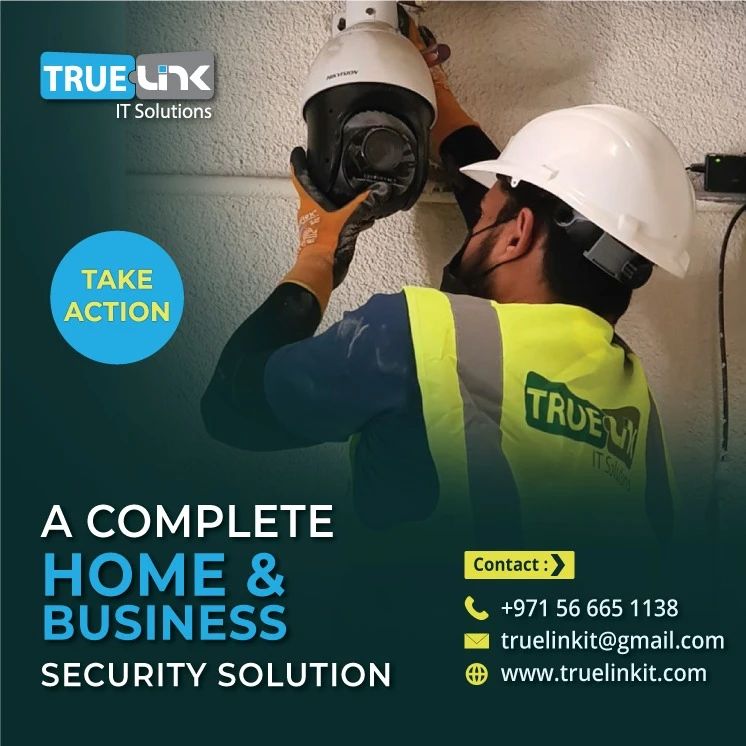 TRUE LINK
IT Solutions
HIKVISION
TAKE
ACTION
TRUE LINK
IT Solutions
A COMPLETE
HOME &
BUSINESS
SECURITY SOLUTION
Contact :
+971 56 665 1138
truelinkit@gmail.com
www.truelinkit.com